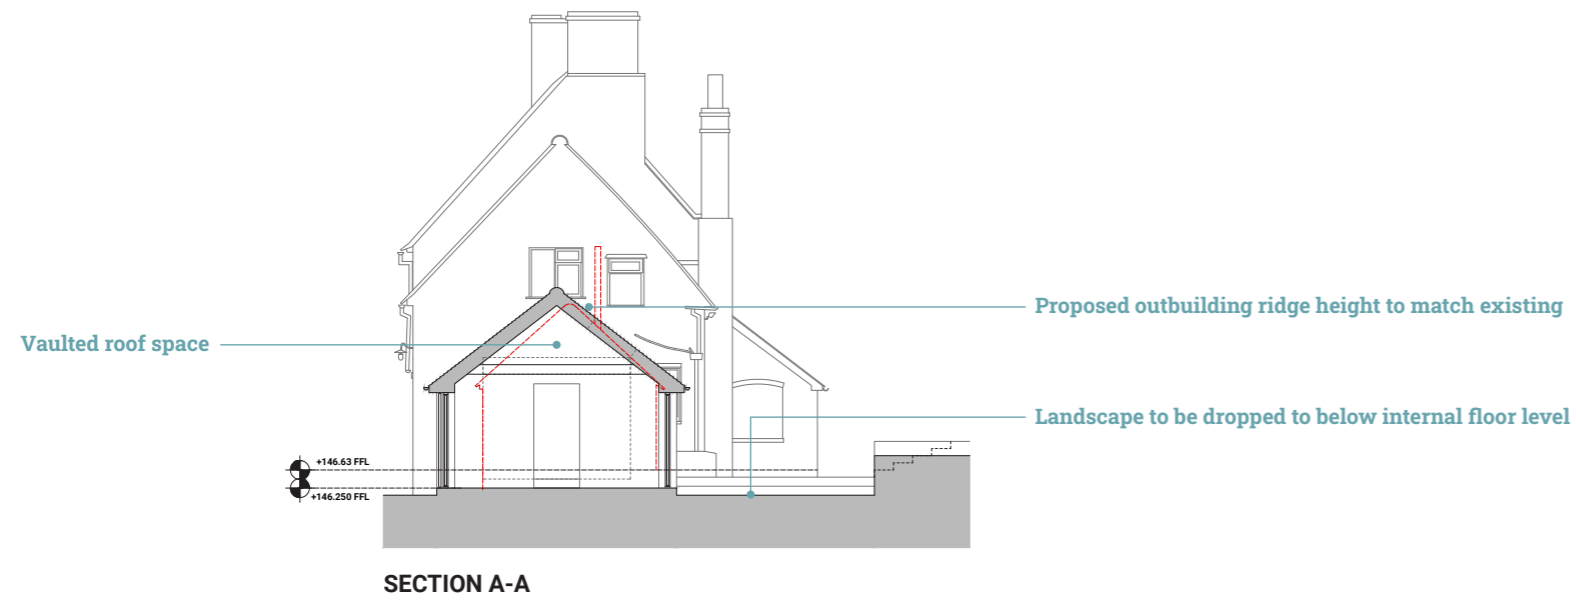 Proposed outbuilding ridge height to match existing
Vaulted roof space
Landscape to be dropped to below internal floor level
+146.63 FFL
+146.250 FFL
SECTION A-A